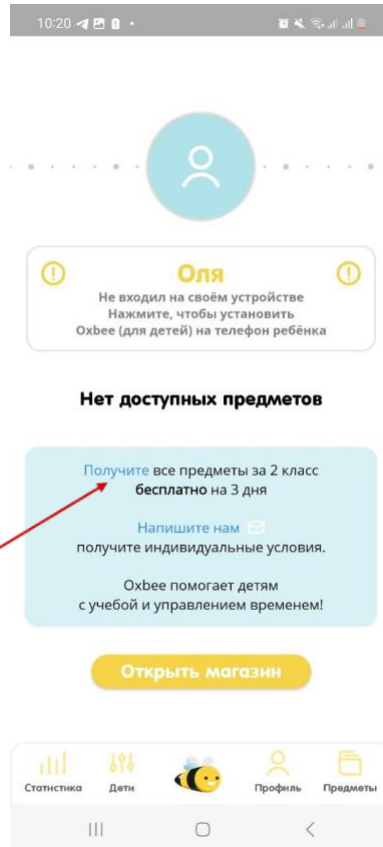 10:20
Оля
Не входил на своём устройстве
Нажмите, чтобы установить
Oxbee (для детей) на телефон ребёнка
Нет доступных предметов
Получите все предметы за 2 класс
бесплатно на 3 дня
Напишите нам
получите индивидуальные условия.
Oxbee помогает детям
с учебой и управлением временем!
Открыть магазин
Статистика Дети Профиль Предметы